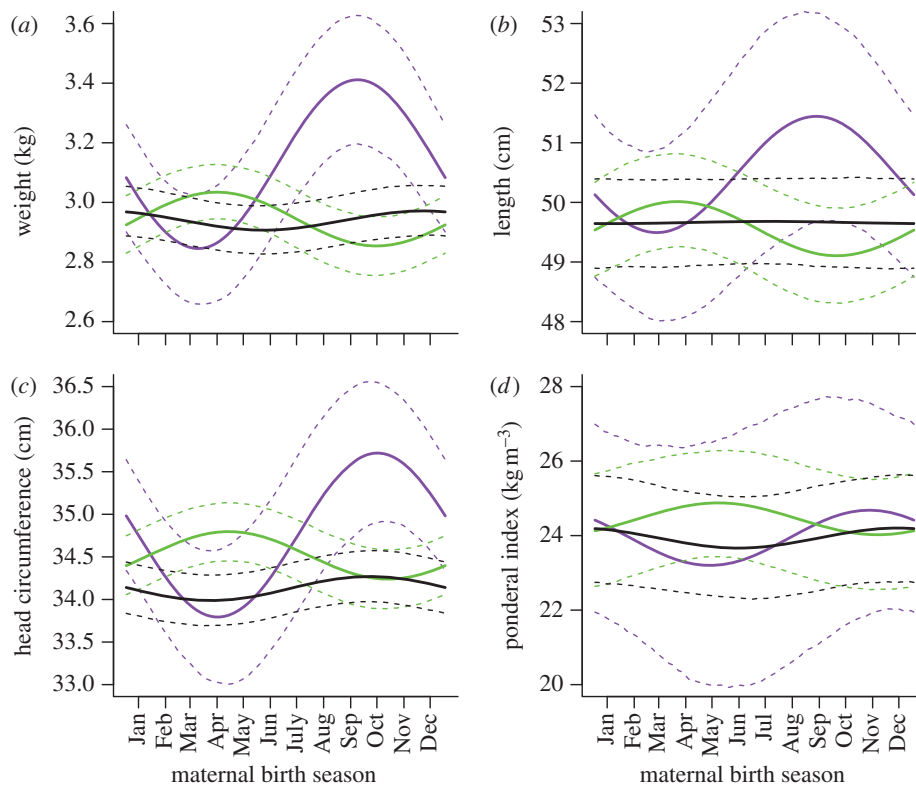 (a)
3.6
3.4
3.2
3.0
2.8
2.6
weight (kg)
(b)
53
52
51
50
49
48
length (cm)
(c)
36.5
36.0
35.5
35.0
34.5
34.0
33.5
33.0
head circumference (cm)
Jan Feb Mar Apr May Jun July Aug Sep Oct Nov Dec
maternal birth season
(d)
28
26
24
22
20
ponderal index (kg m⁻³)
Jan Feb Mar Apr May Jun Jul Aug Sep Oct Nov Dec
maternal birth season